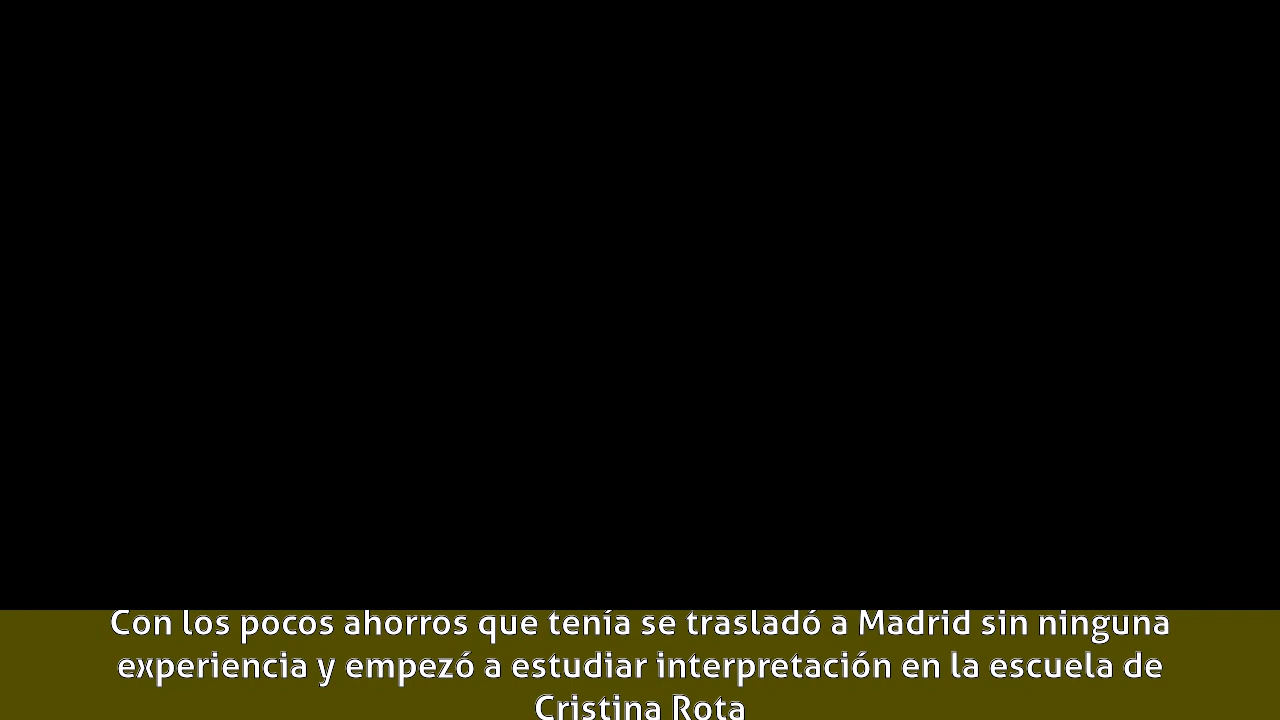 Con los pocos ahorros que tenía se trasladó a Madrid sin ninguna
experiencia y empezó a estudiar interpretación en la escuela de
Cristina Rota